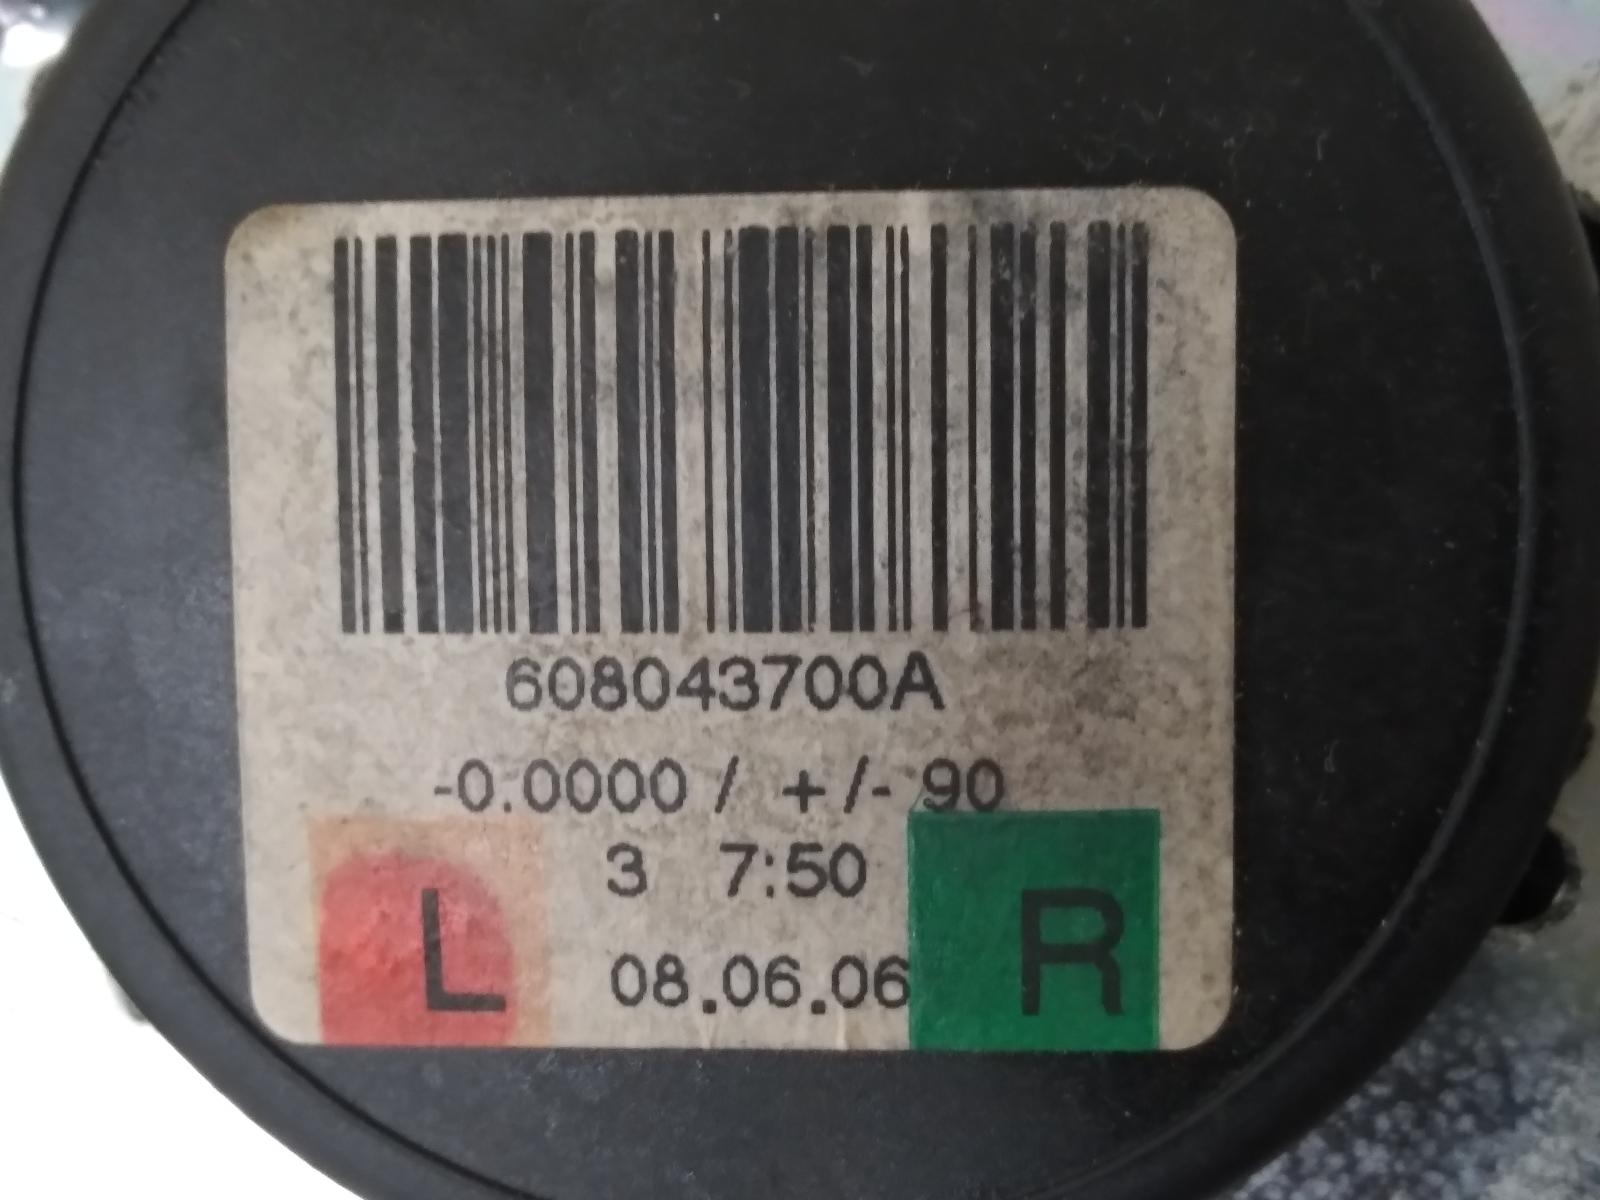 608043700A
-0.0000 / +/- 90
3 7:50
L 08.06.06 R